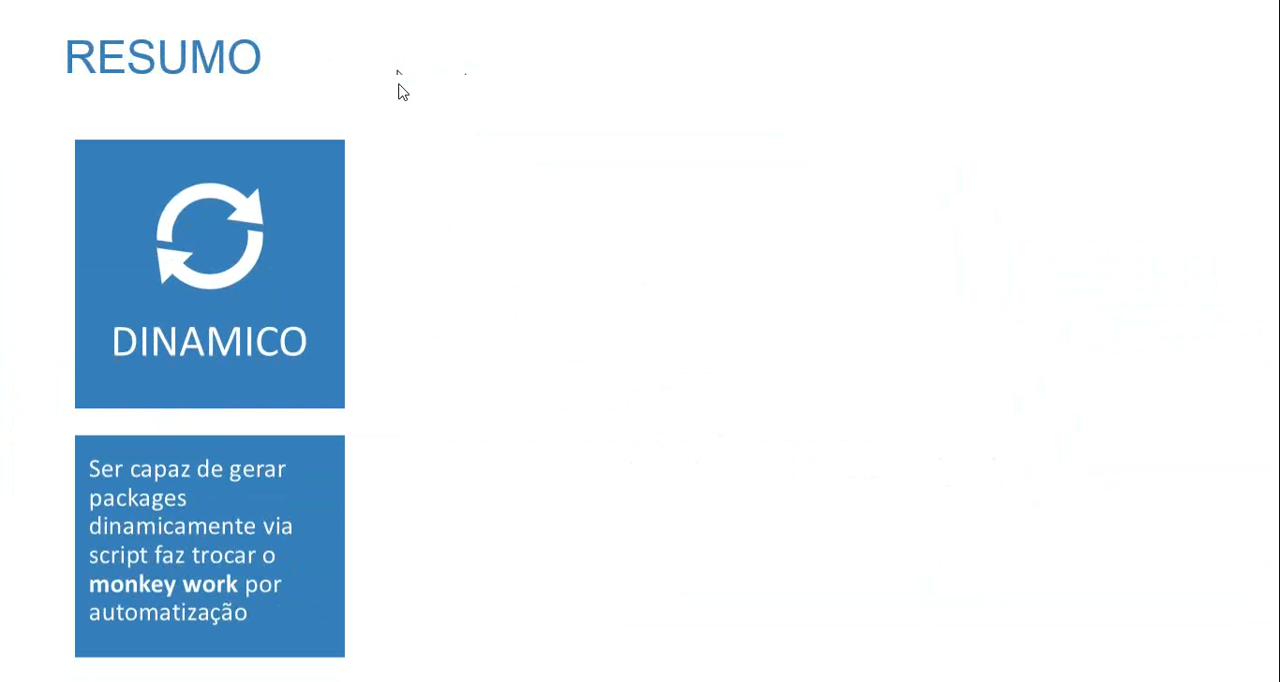 RESUMO
DINAMICO
Ser capaz de gerar
packages
dinamicamente via
script faz trocar o
monkey work por
automatização